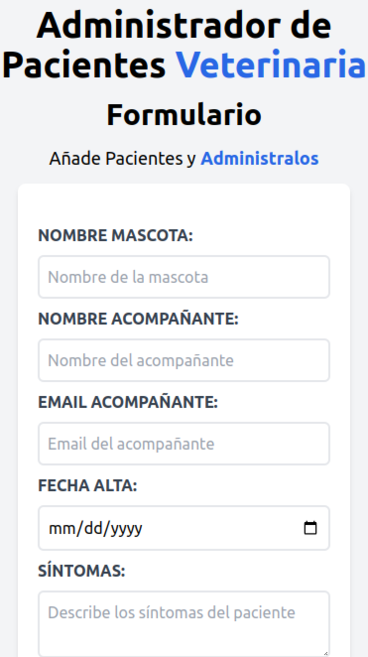 Administrador de
Pacientes Veterinaria
Formulario
Añade Pacientes y Administralos
NOMBRE MASCOTA:
Nombre de la mascota
NOMBRE ACOMPAÑANTE:
Nombre del acompañante
EMAIL ACOMPAÑANTE:
Email del acompañante
FECHA ALTA:
mm/dd/yyyy
SÍNTOMAS:
Describe los síntomas del paciente